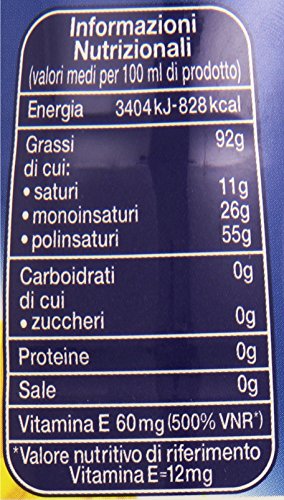 Informazioni
Nutrizionali
(valori medi per 100 ml di prodotto)
Energia 3404 kJ-828 kcal
Grassi 92g
di cui:
• saturi 11g
• monoinsaturi 26g
• polinsaturi 55g
Carboidrati 0g
di cui
• zuccheri 0g
Proteine 0g
Sale 0g
Vitamina E 60 mg (500% VNR*)
*Valore nutritivo di riferimento
Vitamina E=12mg